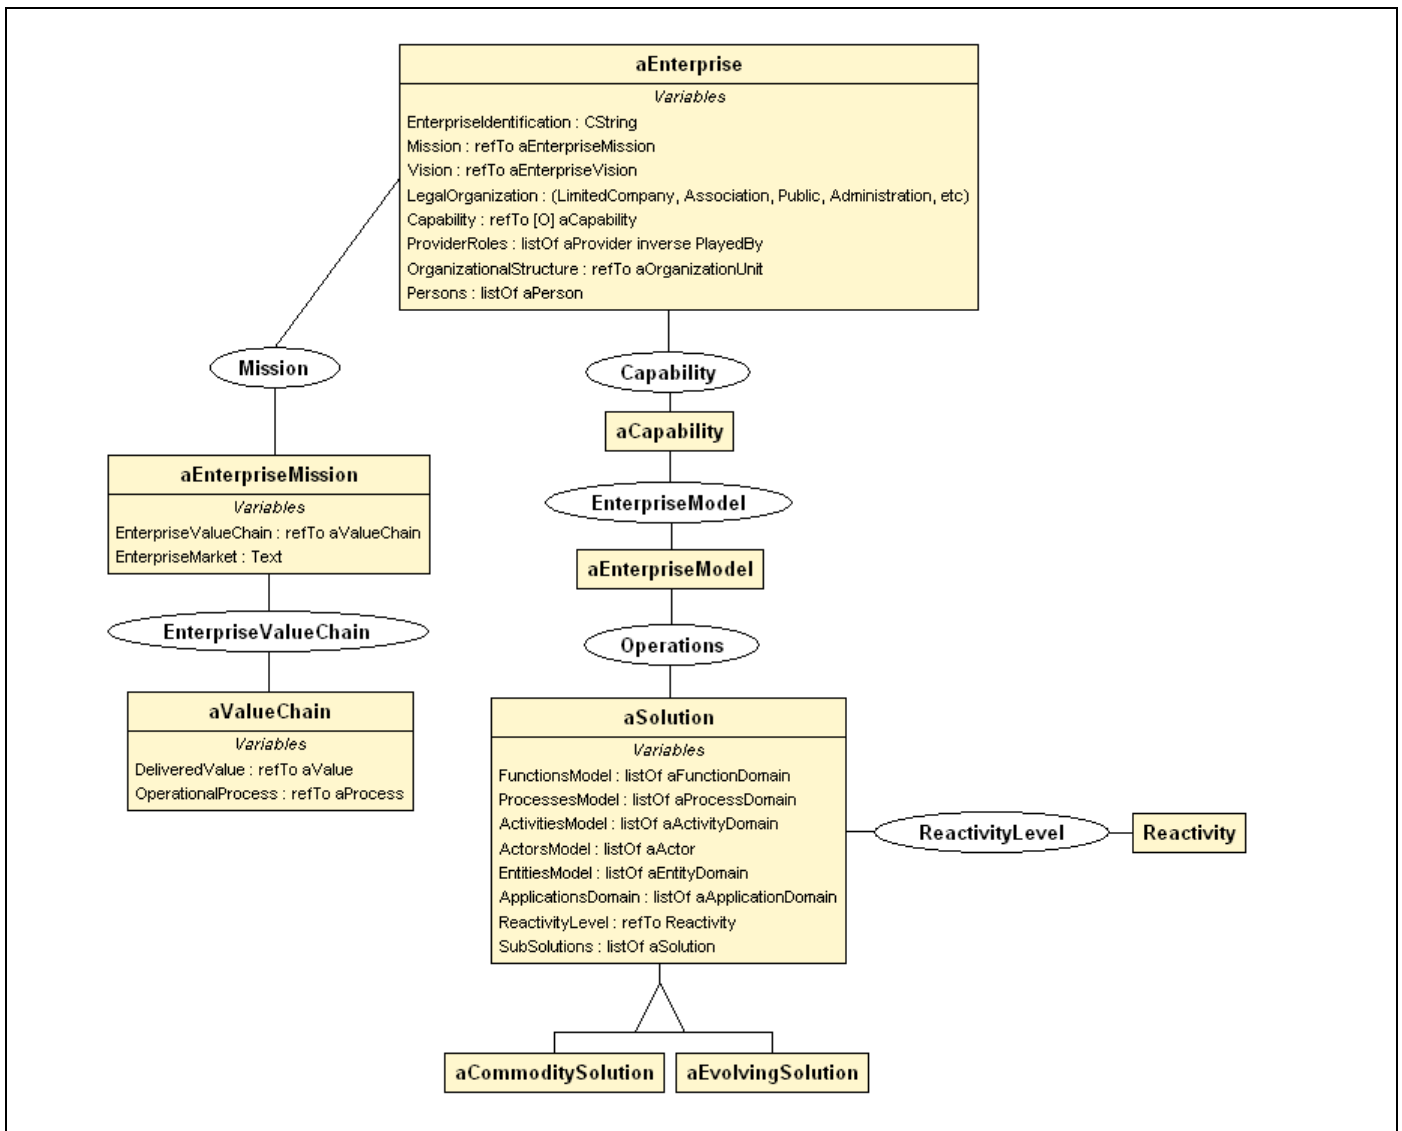 aEnterprise
Variables
EnterpriseIdentification : CString
Mission : refTo aEnterpriseMission
Vision : refTo aEnterpriseVision
LegalOrganization : (LimitedCompany, Association, Public, Administration, etc)
Capability : refTo [O] aCapability
ProviderRoles : listOf aProvider inverse PlayedBy
OrganizationalStructure : refTo aOrganizationUnit
Persons : listOf aPerson
Mission
Capability
aCapability
aEnterpriseMission
Variables
EnterpriseValueChain : refTo aValueChain
EnterpriseMarket : Text
EnterpriseModel
aEnterpriseModel
EnterpriseValueChain
Operations
aValueChain
Variables
DeliveredValue : refTo aValue
OperationalProcess : refTo aProcess
aSolution
Variables
FunctionsModel : listOf aFunctionDomain
ProcessesModel : listOf aProcessDomain
ActivitiesModel : listOf aActivityDomain
ActorsModel : listOf aActor
EntitiesModel : listOf aEntityDomain
ApplicationsDomain : listOf aApplicationDomain
ReactivityLevel : refTo Reactivity
SubSolutions : listOf aSolution
ReactivityLevel
Reactivity
aCommoditySolution
aEvolvingSolution